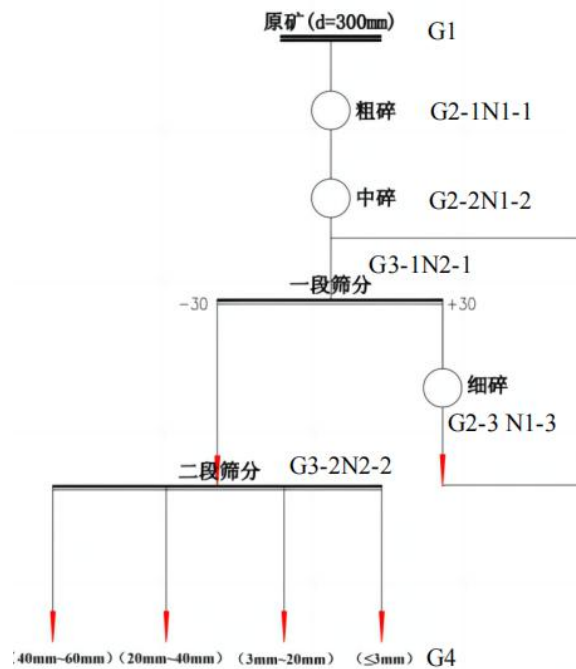 原矿(d=300mm) G1
粗碎 G2-1N1-1
中碎 G2-2N1-2
G3-1N2-1
一段筛分
-30 +30
细碎
G2-3 N1-3
二段筛分 G3-2N2-2
(40mm~60mm) (20mm~40mm) (3mm~20mm) (≤3mm) G4